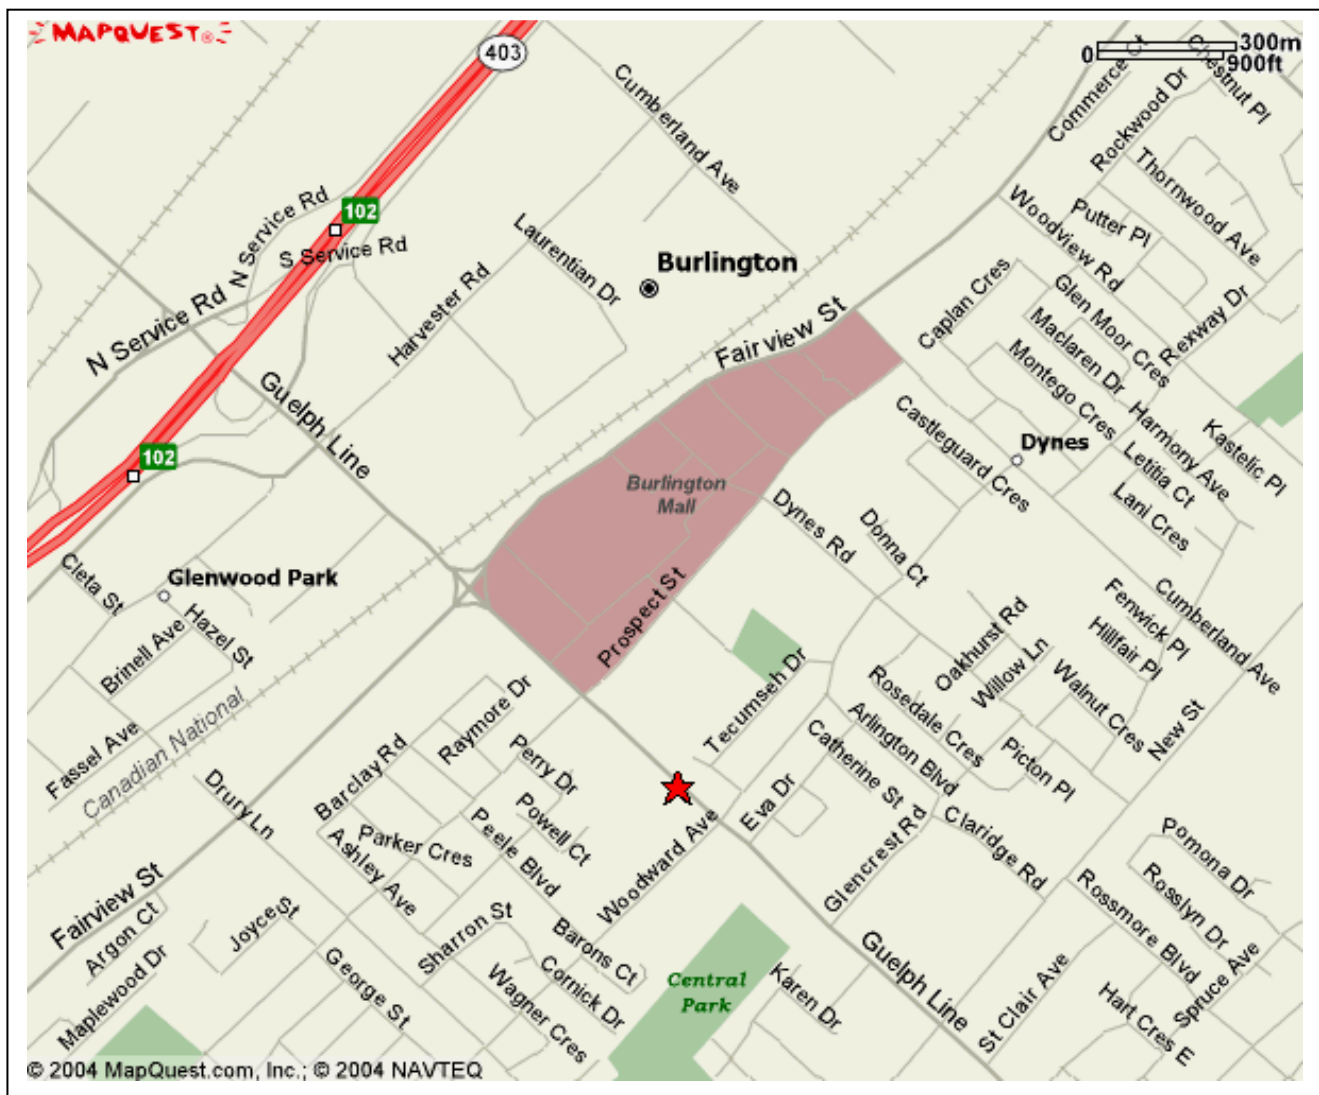 MAPQUEST®
403
0
300m
900ft
Cumberland Ave
Commerce Ct
Chestnut Pl
Rockwood Dr
Thornwood Ave
N Service Rd
102
S Service Rd
Laurentian Dr
Burlington
Woodview Rd
Putter Pl
Harvester Rd
N Service Rd
Fairview St
Caplan Cres
Glen Moor Cres
Maclaren Dr
Rexway Dr
Montego Cres
Guelph Line
Castleguard Cres
Dynes
Harmony Ave
Kastelic Pl
Letitia Ct
Lani Cres
102
Burlington
Mall
Dynes Rd
Donna Ct
Cleta St
Glenwood Park
Hazel St
Brinell Ave
Prospect St
Fenwick Pl
Cumberland Ave
Hillfair Pl
Oakhurst Rd
Willow Ln
Walnut Cres
New St
Fassel Ave
Canadian National
Tecumseh Dr
Rosedale Cres
Arlington Blvd
Picton Pl
Raymore Dr
Barclay Rd
Perry Dr
Catherine St
Drury Ln
Powell Ct
Eva Dr
Parker Cres
Peele Blvd
Ashley Ave
Woodward Ave
Glencrest Rd
Claridge Rd
Pomona Dr
Rosslyn Dr
Rossmore Blvd
Fairview St
Argon Ct
Joyce St
Sharron St
Barons Ct
Guelph Line
Maplewood Dr
George St
Wagner Cres
Cornick Dr
Central
Park
Karen Dr
St Clair Ave
Hart Cres E
Spruce Ave
© 2004 MapQuest.com, Inc.; © 2004 NAVTEQ